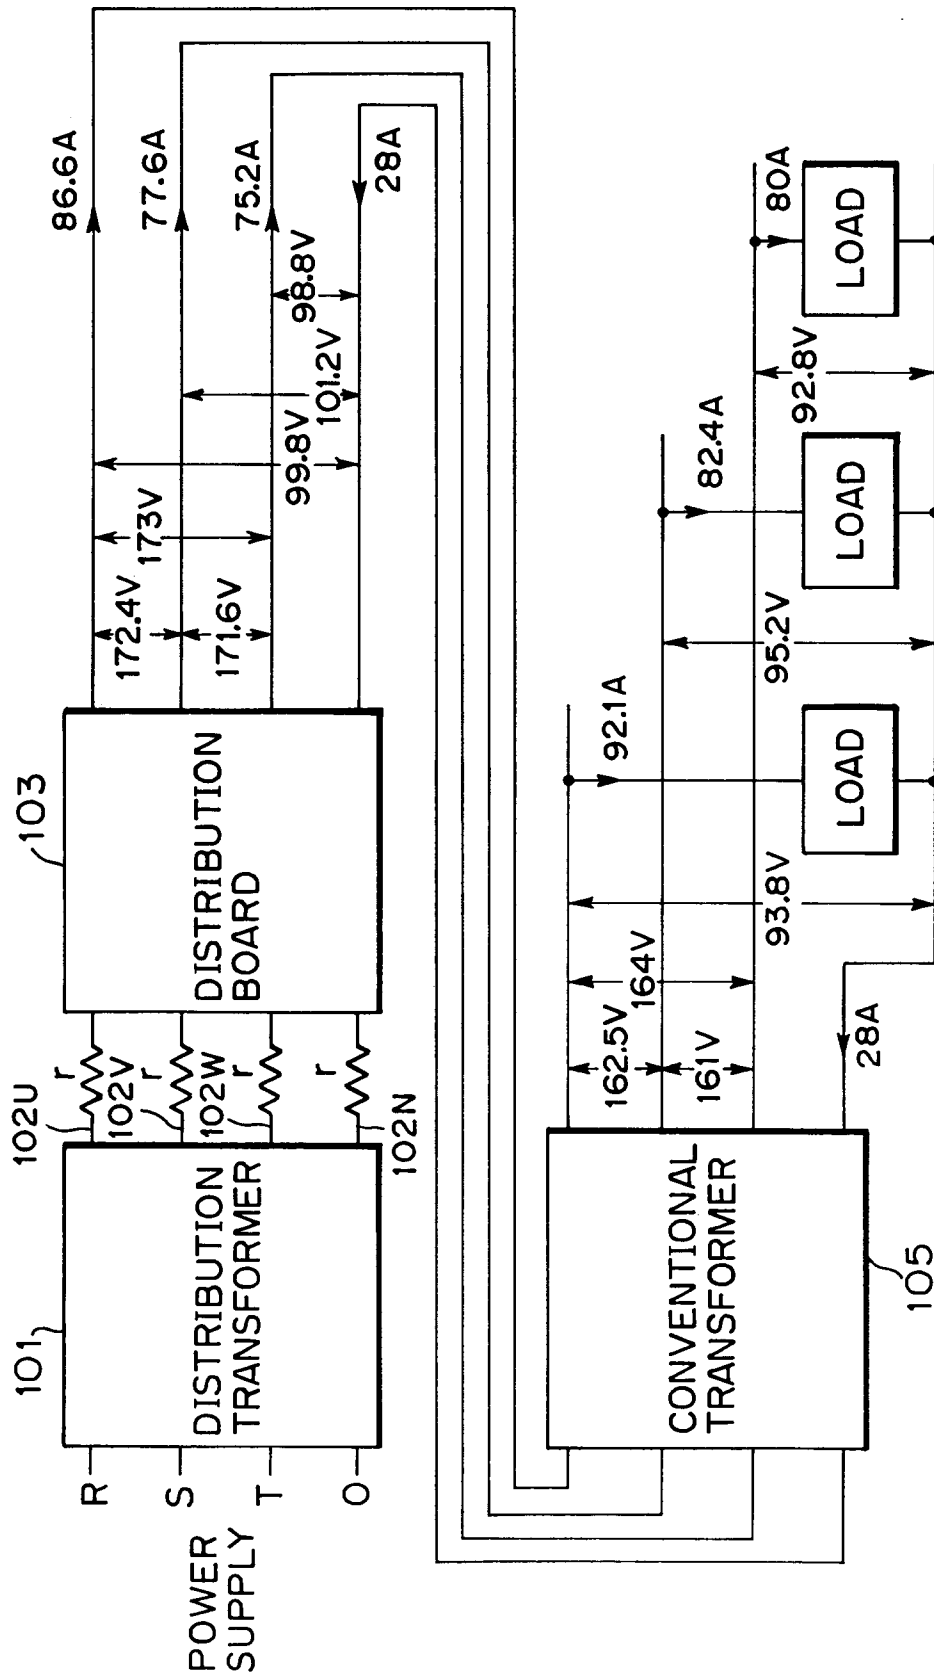 POWER
SUPPLY
R
S
T
O
101
DISTRIBUTION
TRANSFORMER
102U
r
102V
r
102W
r
102N
r
103
DISTRIBUTION
BOARD
172.4V
171.6V
173V
99.8V
101.2V
98.8V
86.6A
77.6A
75.2A
28A
CONVENTIONAL
TRANSFORMER
105
28A
162.5V
161V
164V
93.8V
92.1A
LOAD
95.2V
82.4A
LOAD
92.8V
80A
LOAD